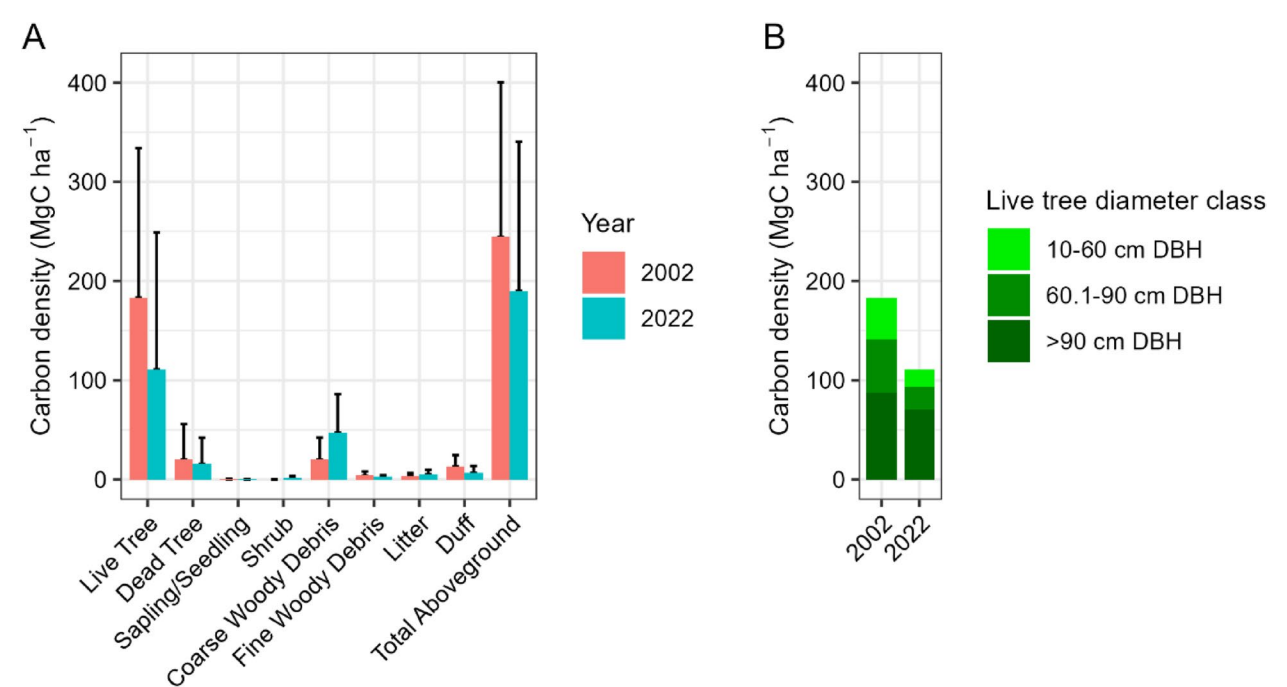 A
Carbon density (MgC ha⁻¹)
400
300
200
100
0
Live Tree
Dead Tree
Sapling/Seedling
Shrub
Coarse Woody Debris
Fine Woody Debris
Litter
Duff
Total Aboveground
Year
2002
2022
B
Carbon density (MgC ha⁻¹)
400
300
200
100
0
2002
2022
Live tree diameter class
10-60 cm DBH
60.1-90 cm DBH
>90 cm DBH